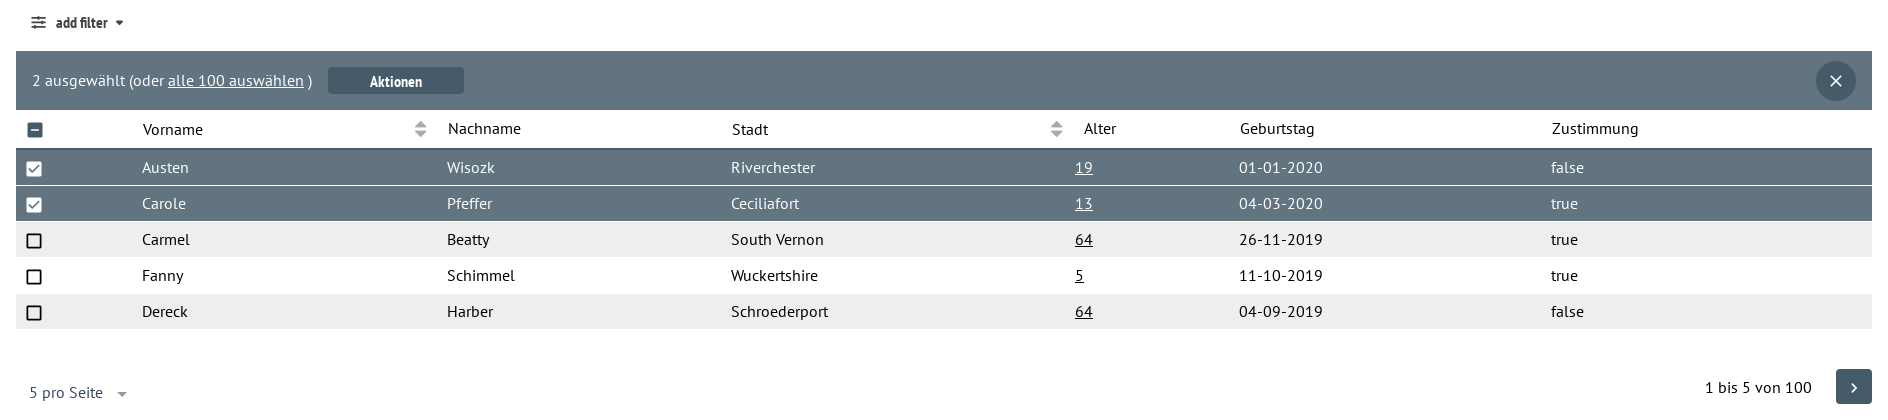 add filter
2 ausgewählt (oder alle 100 auswählen ) Aktionen
Vorname Nachname Stadt Alter Geburtstag Zustimmung
Austen Wisozk Riverchester 19 01-01-2020 false
Carole Pfeffer Ceciliafort 13 04-03-2020 true
Carmel Beatty South Vernon 64 26-11-2019 true
Fanny Schimmel Wuckertshire 5 11-10-2019 true
Dereck Harber Schroederport 64 04-09-2019 false
5 pro Seite 1 bis 5 von 100